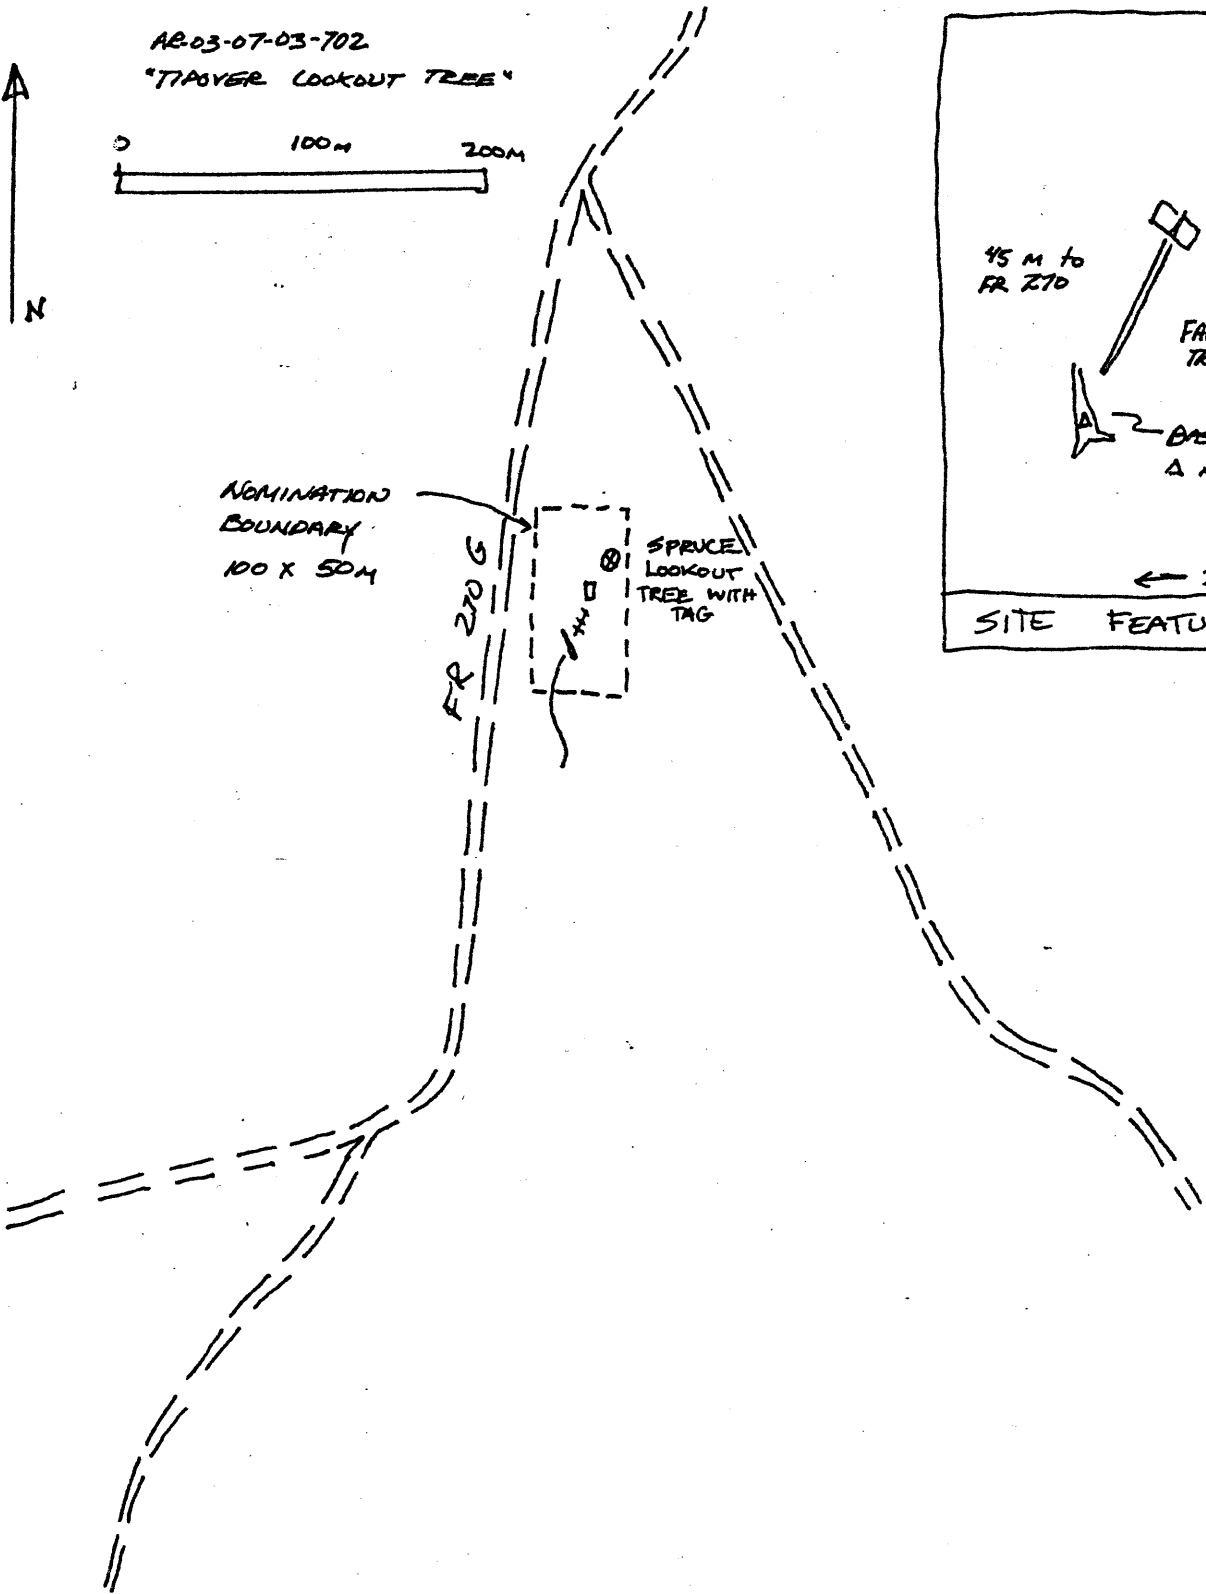 AR-03-07-03-702
"TIPOVER LOOKOUT TREE"
0 100M 200M
N
NOMINATION
BOUNDARY
100 X 50M
FR 270 G
SPRUCE
LOOKOUT
TREE WITH
TAG
45 M to
FR 270
SITE FEATU